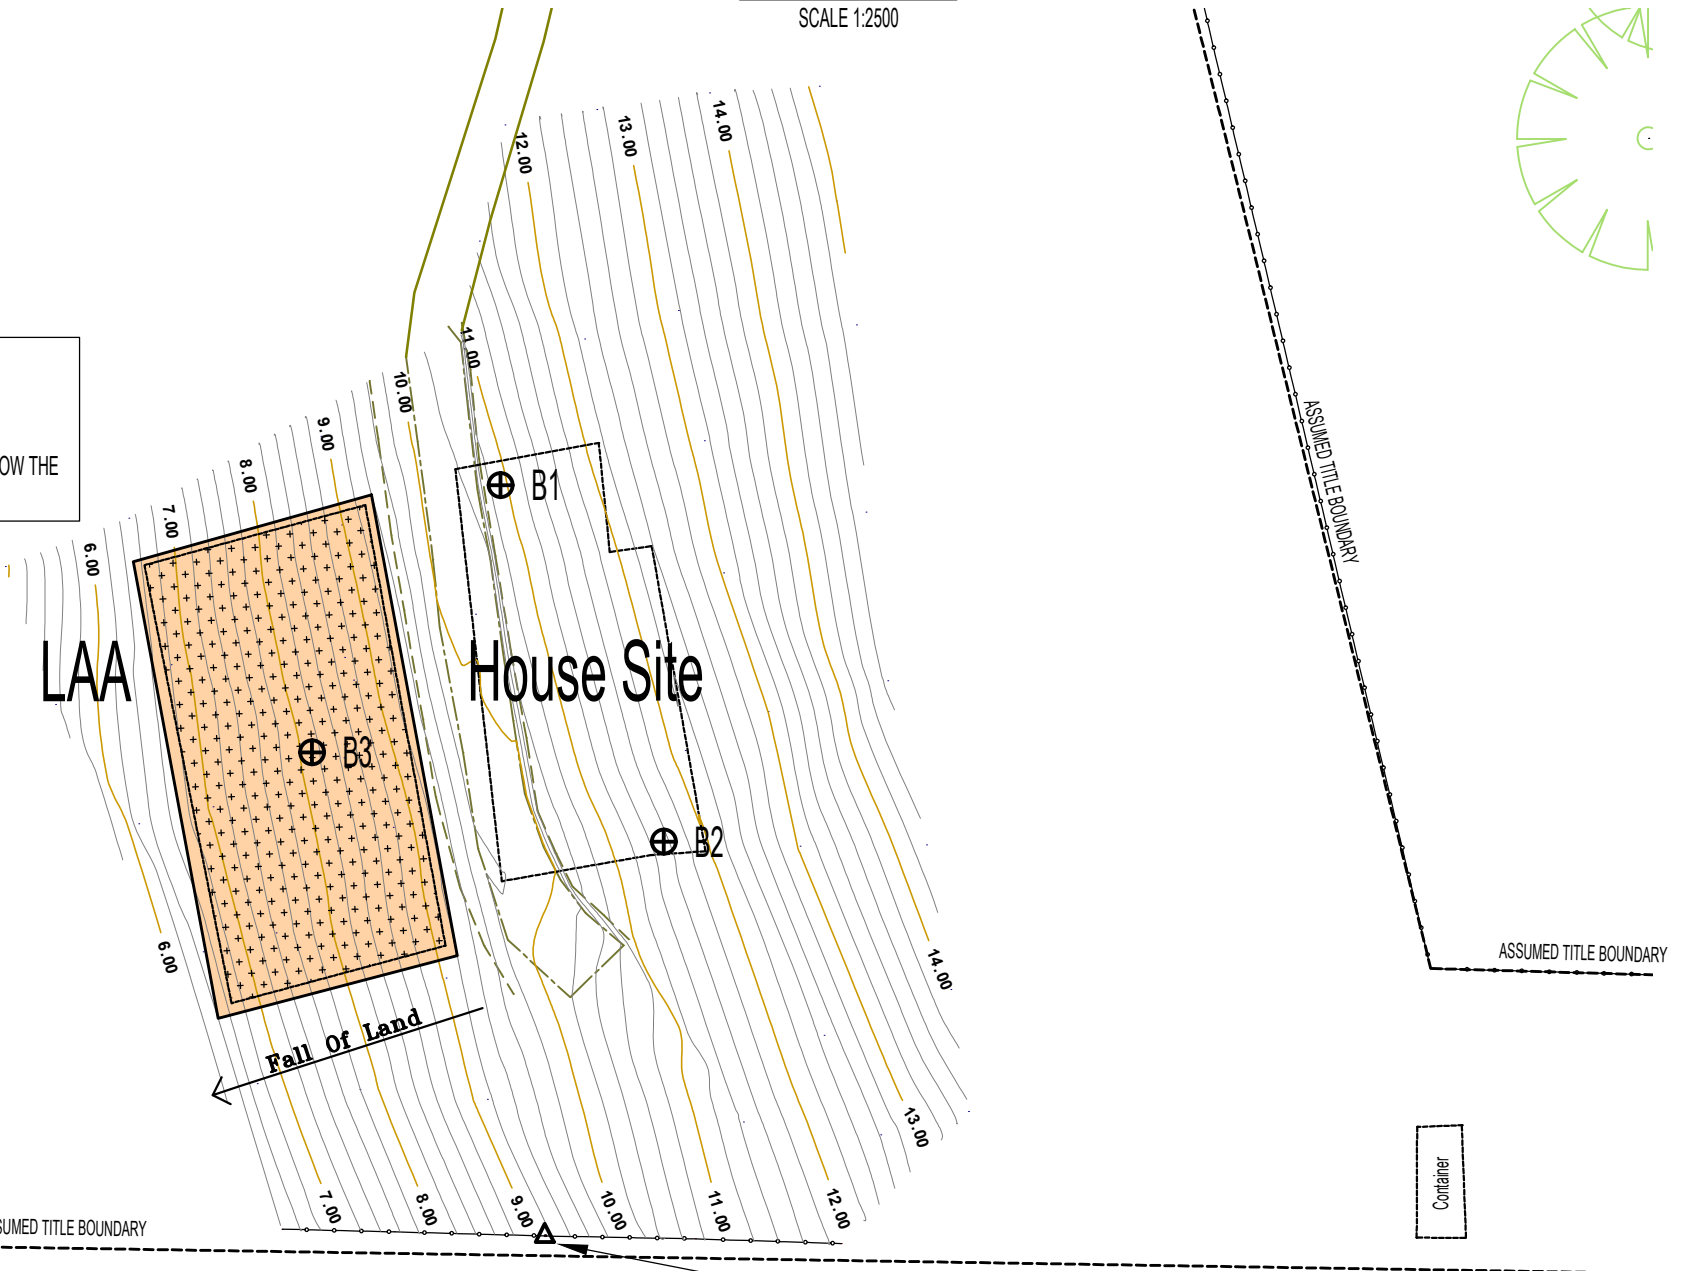 SCALE 1:2500
14.00
13.00
12.00
11.00
10.00
9.00
8.00
7.00
6.00
OW THE
ASSUMED TITLE BOUNDARY
B1
LAA
House Site
B3
B2
6.00
14.00
ASSUMED TITLE BOUNDARY
Fall Of Land
13.00
Container
7.00
8.00
9.00
10.00
11.00
12.00
SUMED TITLE BOUNDARY